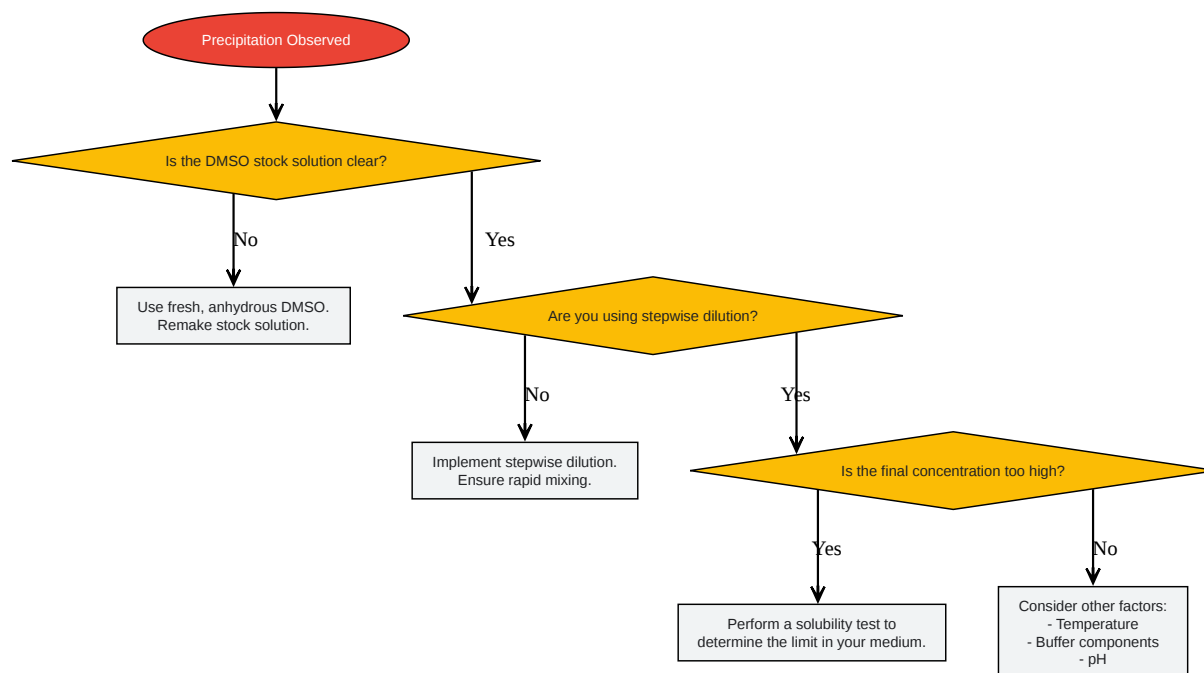 Precipitation Observed
Is the DMSO stock solution clear?
No
Yes
Use fresh, anhydrous DMSO.
Remake stock solution.
Are you using stepwise dilution?
No
Yes
Implement stepwise dilution.
Ensure rapid mixing.
Is the final concentration too high?
Yes
No
Perform a solubility test to
determine the limit in your medium.
Consider other factors:
- Temperature
- Buffer components
- pH